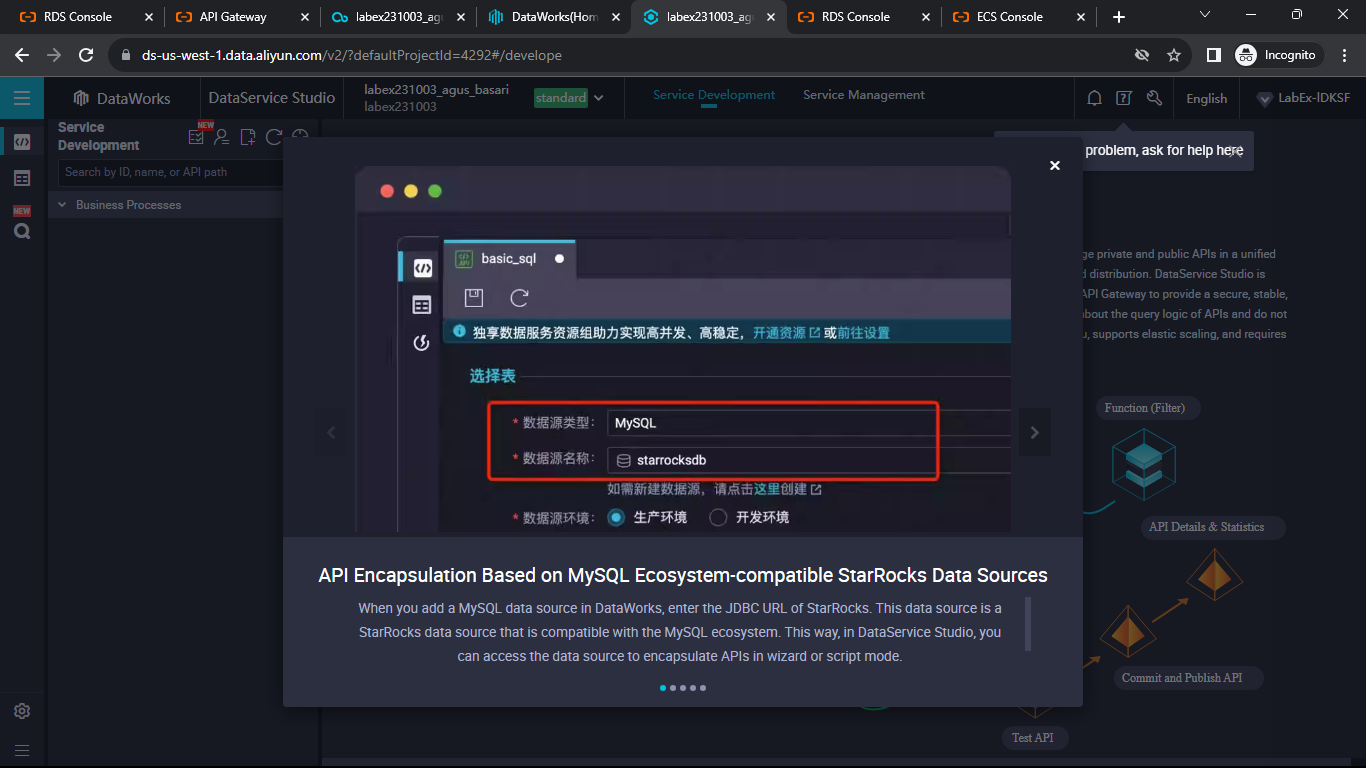 RDS Console
API Gateway
labex231003_agu
DataWorks(Hom
labex231003_agu
RDS Console
ECS Console
ds-us-west-1.data.aliyun.com/v2/?defaultProjectId=4292#/develope
Incognito
DataWorks
DataService Studio
labex231003_agus_basari
labex231003
standard
Service Development
Service Management
English
LabEx-IDKSF
Service
Development
NEW
problem, ask for help here
Search by ID, name, or API path
Business Processes
NEW
basic_sql
独享数据服务资源组助力实现高并发、高稳定，开通资源 或前往设置
选择表
* 数据源类型： MySQL
* 数据源名称： starrocksdb
如需新建数据源，请点击这里创建
* 数据源环境： 生产环境 开发环境
ge private and public APIs in a unified
d distribution. DataService Studio is
API Gateway to provide a secure, stable,
bout the query logic of APIs and do not
u, supports elastic scaling, and requires
Function (Filter)
API Details & Statistics
Commit and Publish API
Test API
API Encapsulation Based on MySQL Ecosystem-compatible StarRocks Data Sources
When you add a MySQL data source in DataWorks, enter the JDBC URL of StarRocks. This data source is a
StarRocks data source that is compatible with the MySQL ecosystem. This way, in DataService Studio, you
can access the data source to encapsulate APIs in wizard or script mode.